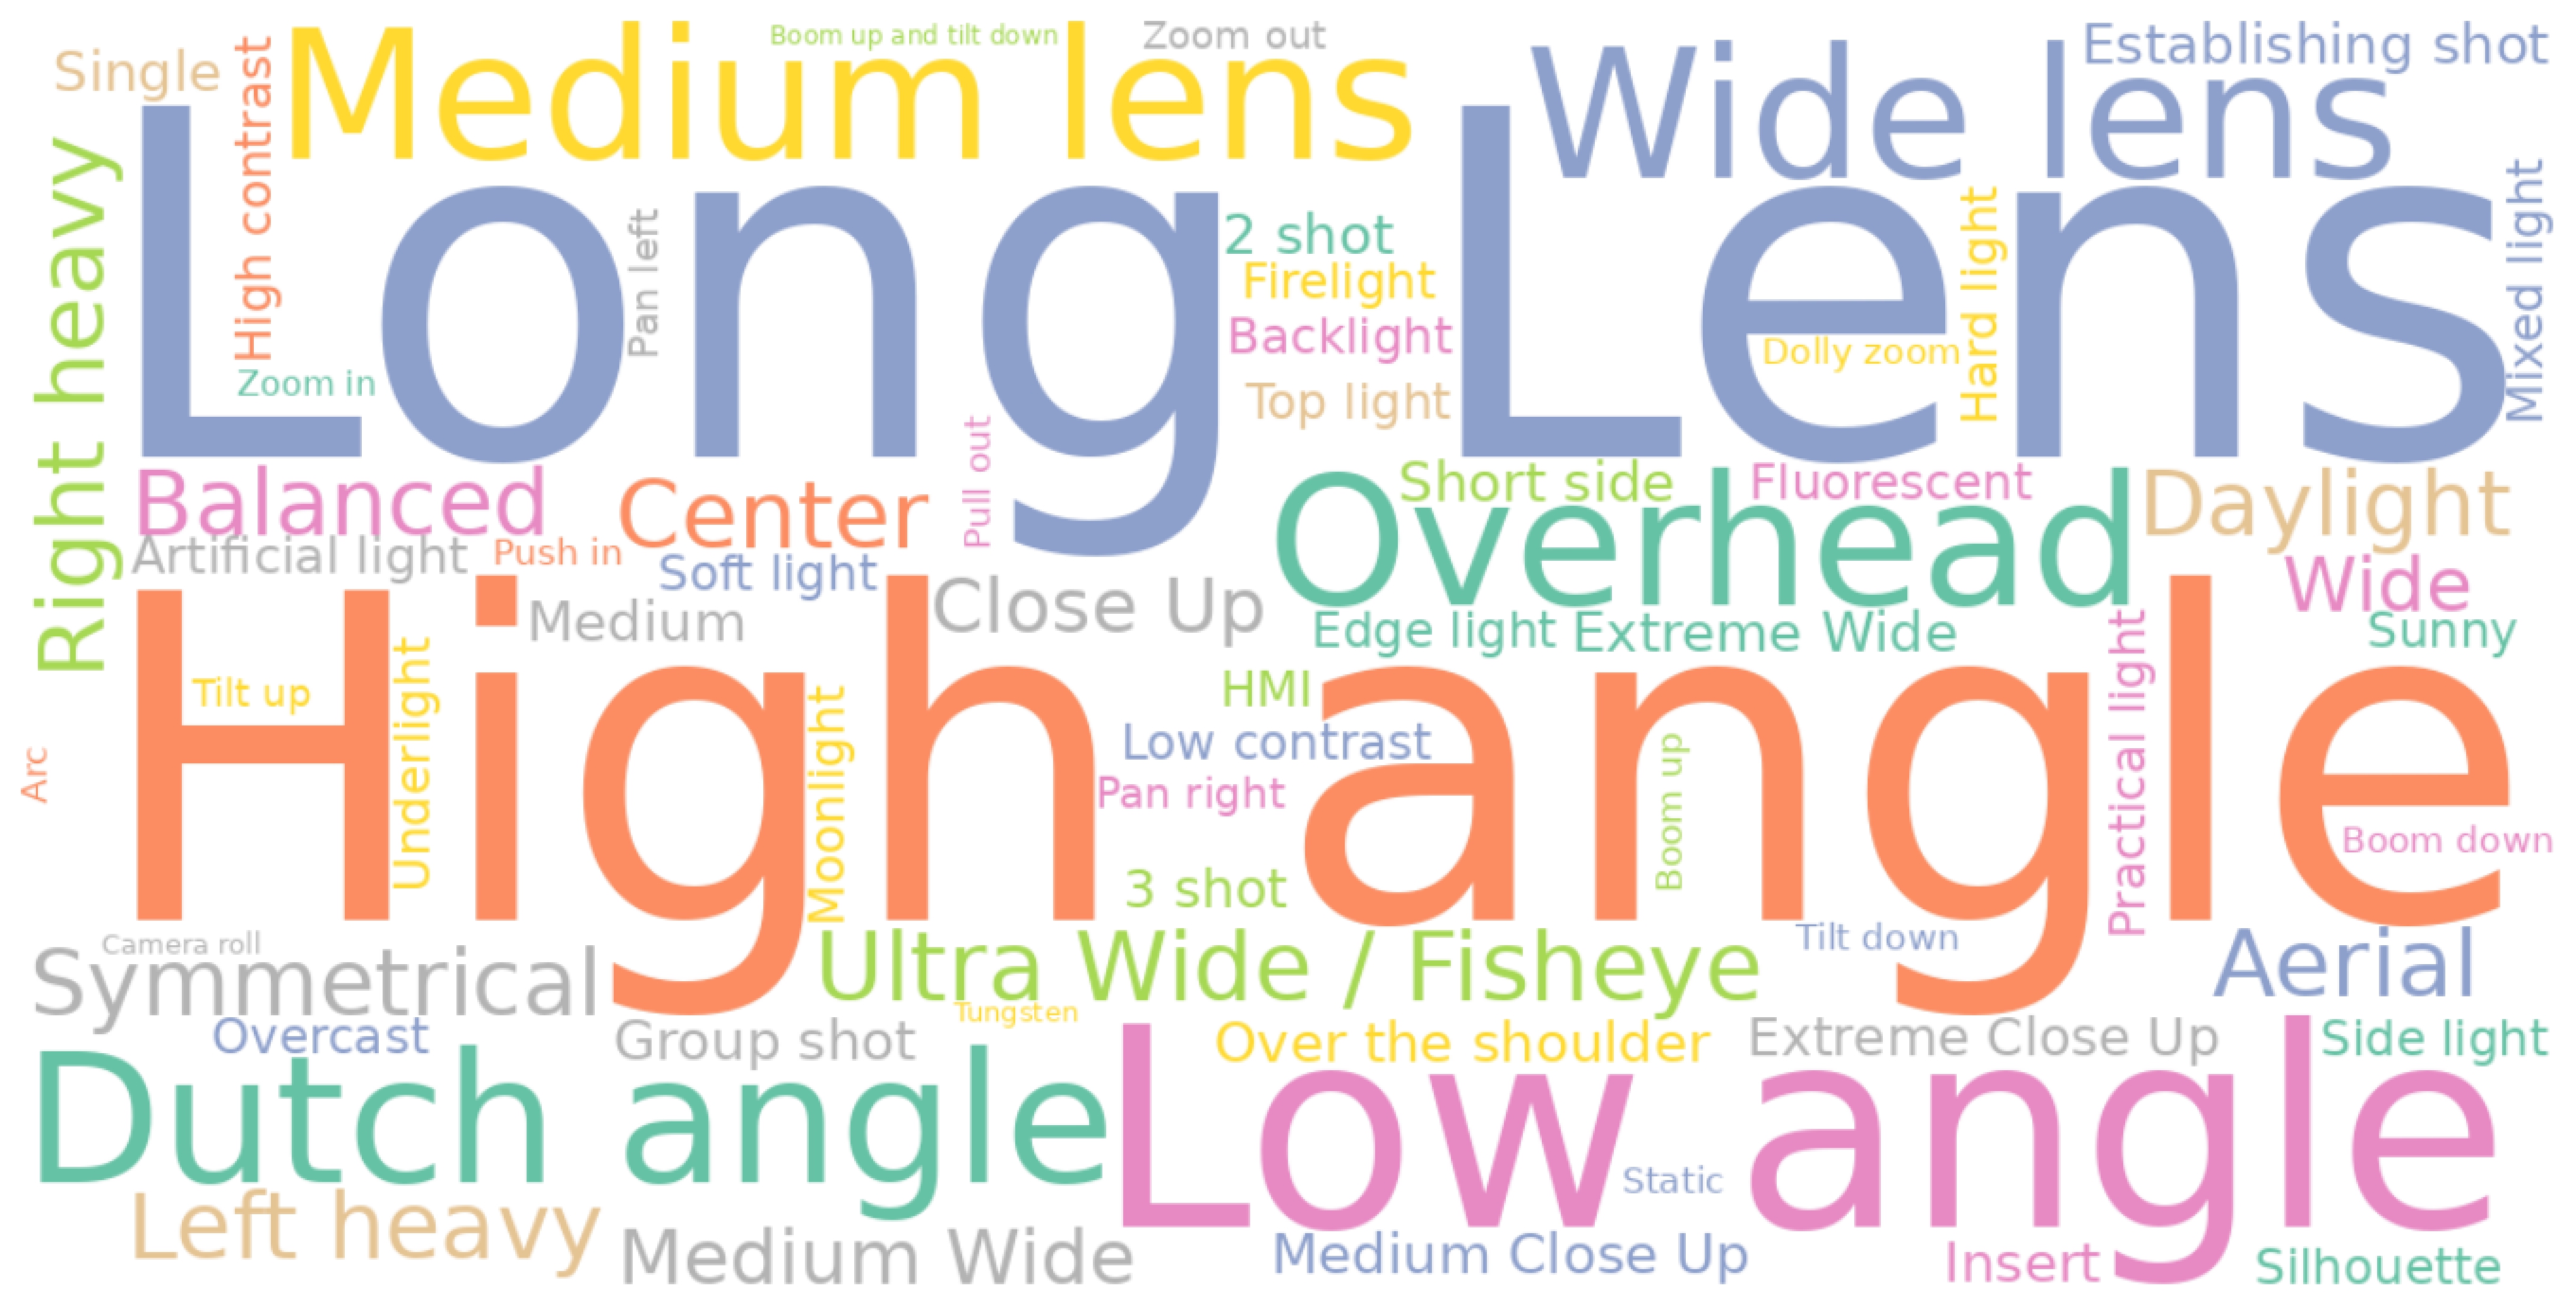 Single
High contrast
Medium lens
Boom up and tilt down
Zoom out
Wide lens
Establishing shot
Right heavy
Long Lens
Pan left
2 shot
Firelight
Backlight
Top light
Zoom in
Dolly zoom
Hard light
Mixed light
Balanced
Center
Pull out
Short side
Fluorescent
Overhead
Daylight
Artificial light
Push in
Soft light
Medium
Close Up
Edge light
Extreme Wide
Wide
Sunny
High angle
Tilt up
Underlight
Moonlight
HMI
Low contrast
Pan right
Boom up
Practical light
Boom down
Arc
3 shot
Camera roll
Symmetrical
Ultra Wide / Fisheye
Tilt down
Aerial
Overcast
Group shot
Tungsten
Over the shoulder
Extreme Close Up
Side light
Dutch angle
Low angle
Static
Left heavy
Medium Wide
Medium Close Up
Insert
Silhouette